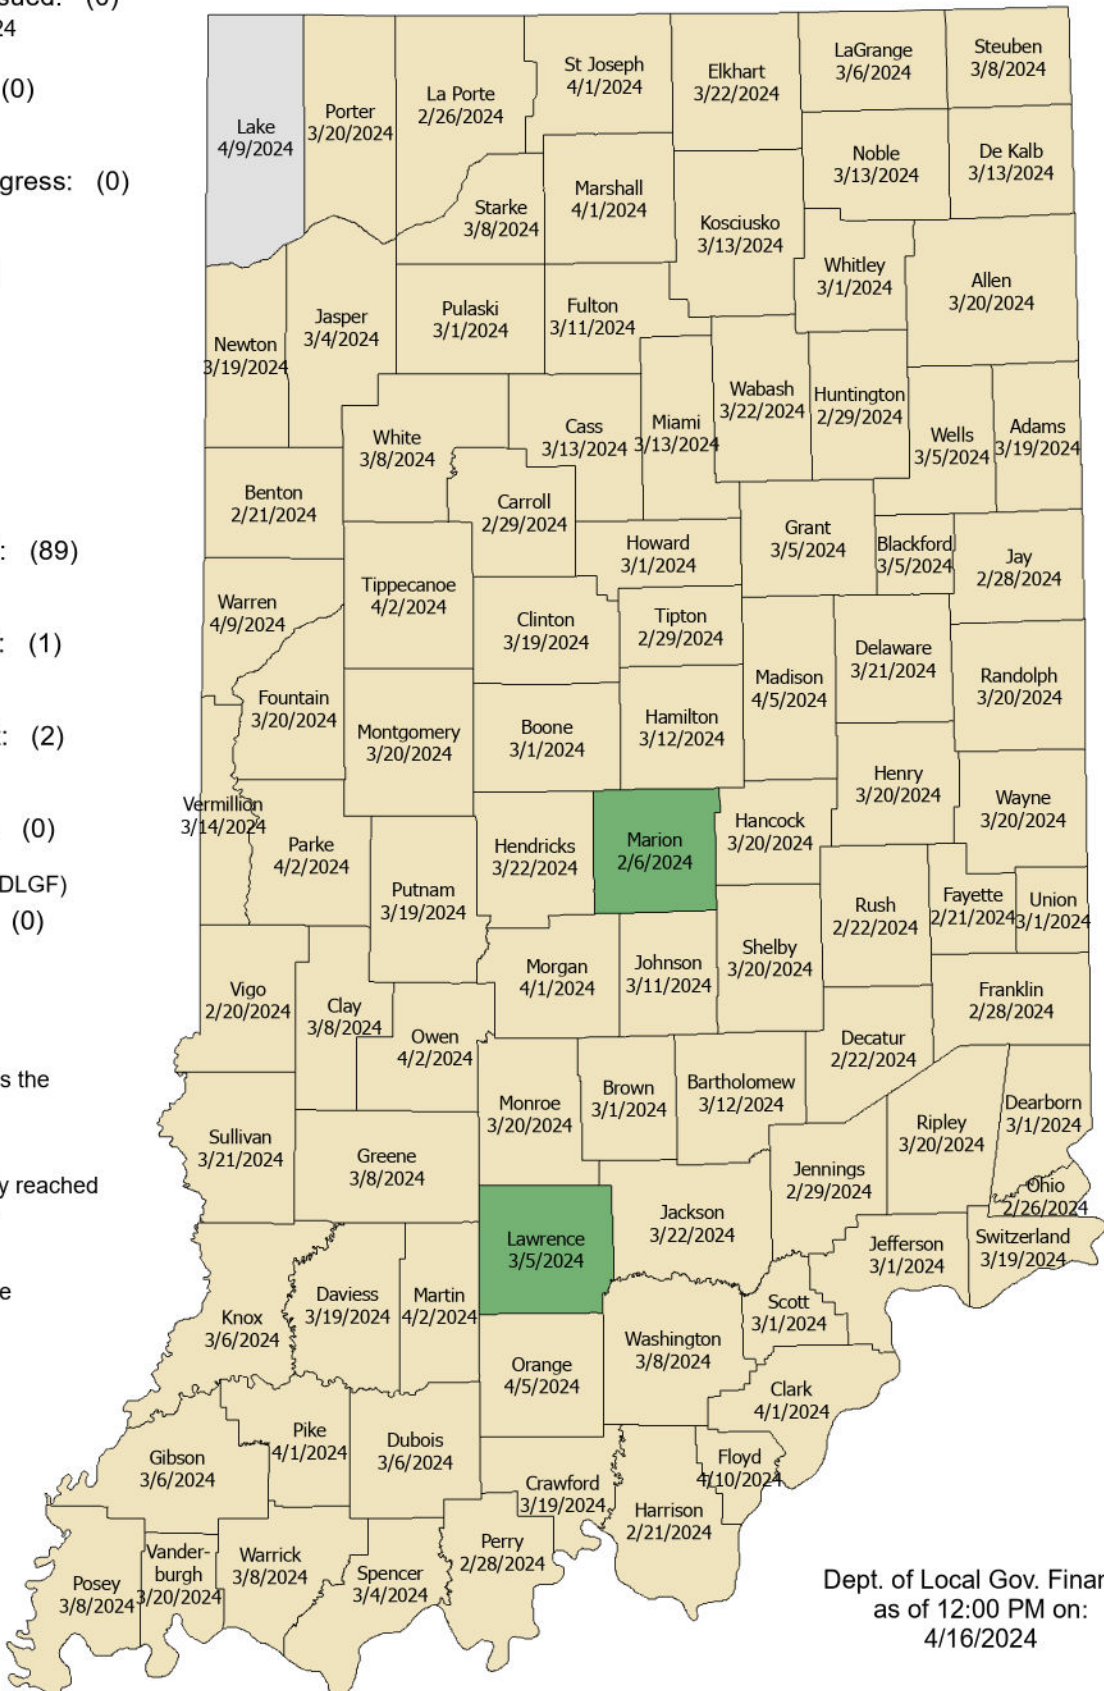 (0)
24
(0)
gress: (0)
: (89)
: (1)
: (2)
(0)
DLGF)
(0)
s the
y reached
e
Lake
4/9/2024
Porter
3/20/2024
La Porte
2/26/2024
St Joseph
4/1/2024
Elkhart
3/22/2024
LaGrange
3/6/2024
Steuben
3/8/2024
Noble
3/13/2024
De Kalb
3/13/2024
Starke
3/8/2024
Marshall
4/1/2024
Kosciusko
3/13/2024
Whitley
3/1/2024
Allen
3/20/2024
Newton
3/19/2024
Jasper
3/4/2024
Pulaski
3/1/2024
Fulton
3/11/2024
White
3/8/2024
Cass
3/13/2024
Miami
3/13/2024
Wabash
3/22/2024
Huntington
2/29/2024
Wells
3/5/2024
Adams
3/19/2024
Benton
2/21/2024
Carroll
2/29/2024
Howard
3/1/2024
Grant
3/5/2024
Blackford
3/5/2024
Jay
2/28/2024
Warren
4/9/2024
Tippecanoe
4/2/2024
Clinton
3/19/2024
Tipton
2/29/2024
Madison
4/5/2024
Delaware
3/21/2024
Randolph
3/20/2024
Fountain
3/20/2024
Montgomery
3/20/2024
Boone
3/1/2024
Hamilton
3/12/2024
Henry
3/20/2024
Wayne
3/20/2024
Vermillion
3/14/2024
Parke
4/2/2024
Putnam
3/19/2024
Hendricks
3/22/2024
Marion
2/6/2024
Hancock
3/20/2024
Rush
2/22/2024
Fayette
2/21/2024
Union
3/1/2024
Vigo
2/20/2024
Clay
3/8/2024
Owen
4/2/2024
Morgan
4/1/2024
Johnson
3/11/2024
Shelby
3/20/2024
Decatur
2/22/2024
Franklin
2/28/2024
Sullivan
3/21/2024
Greene
3/8/2024
Monroe
3/20/2024
Brown
3/1/2024
Bartholomew
3/12/2024
Jennings
2/29/2024
Ripley
3/20/2024
Dearborn
3/1/2024
Ohio
2/26/2024
Lawrence
3/5/2024
Jackson
3/22/2024
Jefferson
3/1/2024
Switzerland
3/19/2024
Knox
3/6/2024
Daviess
3/19/2024
Martin
4/2/2024
Orange
4/5/2024
Washington
3/8/2024
Scott
3/1/2024
Clark
4/1/2024
Gibson
3/6/2024
Pike
4/1/2024
Dubois
3/6/2024
Crawford
3/19/2024
Harrison
2/21/2024
Floyd
4/10/2024
Posey
3/8/2024
Vander-
burgh
3/20/2024
Warrick
3/8/2024
Spencer
3/4/2024
Perry
2/28/2024
Dept. of Local Gov. Finan
as of 12:00 PM on:
4/16/2024